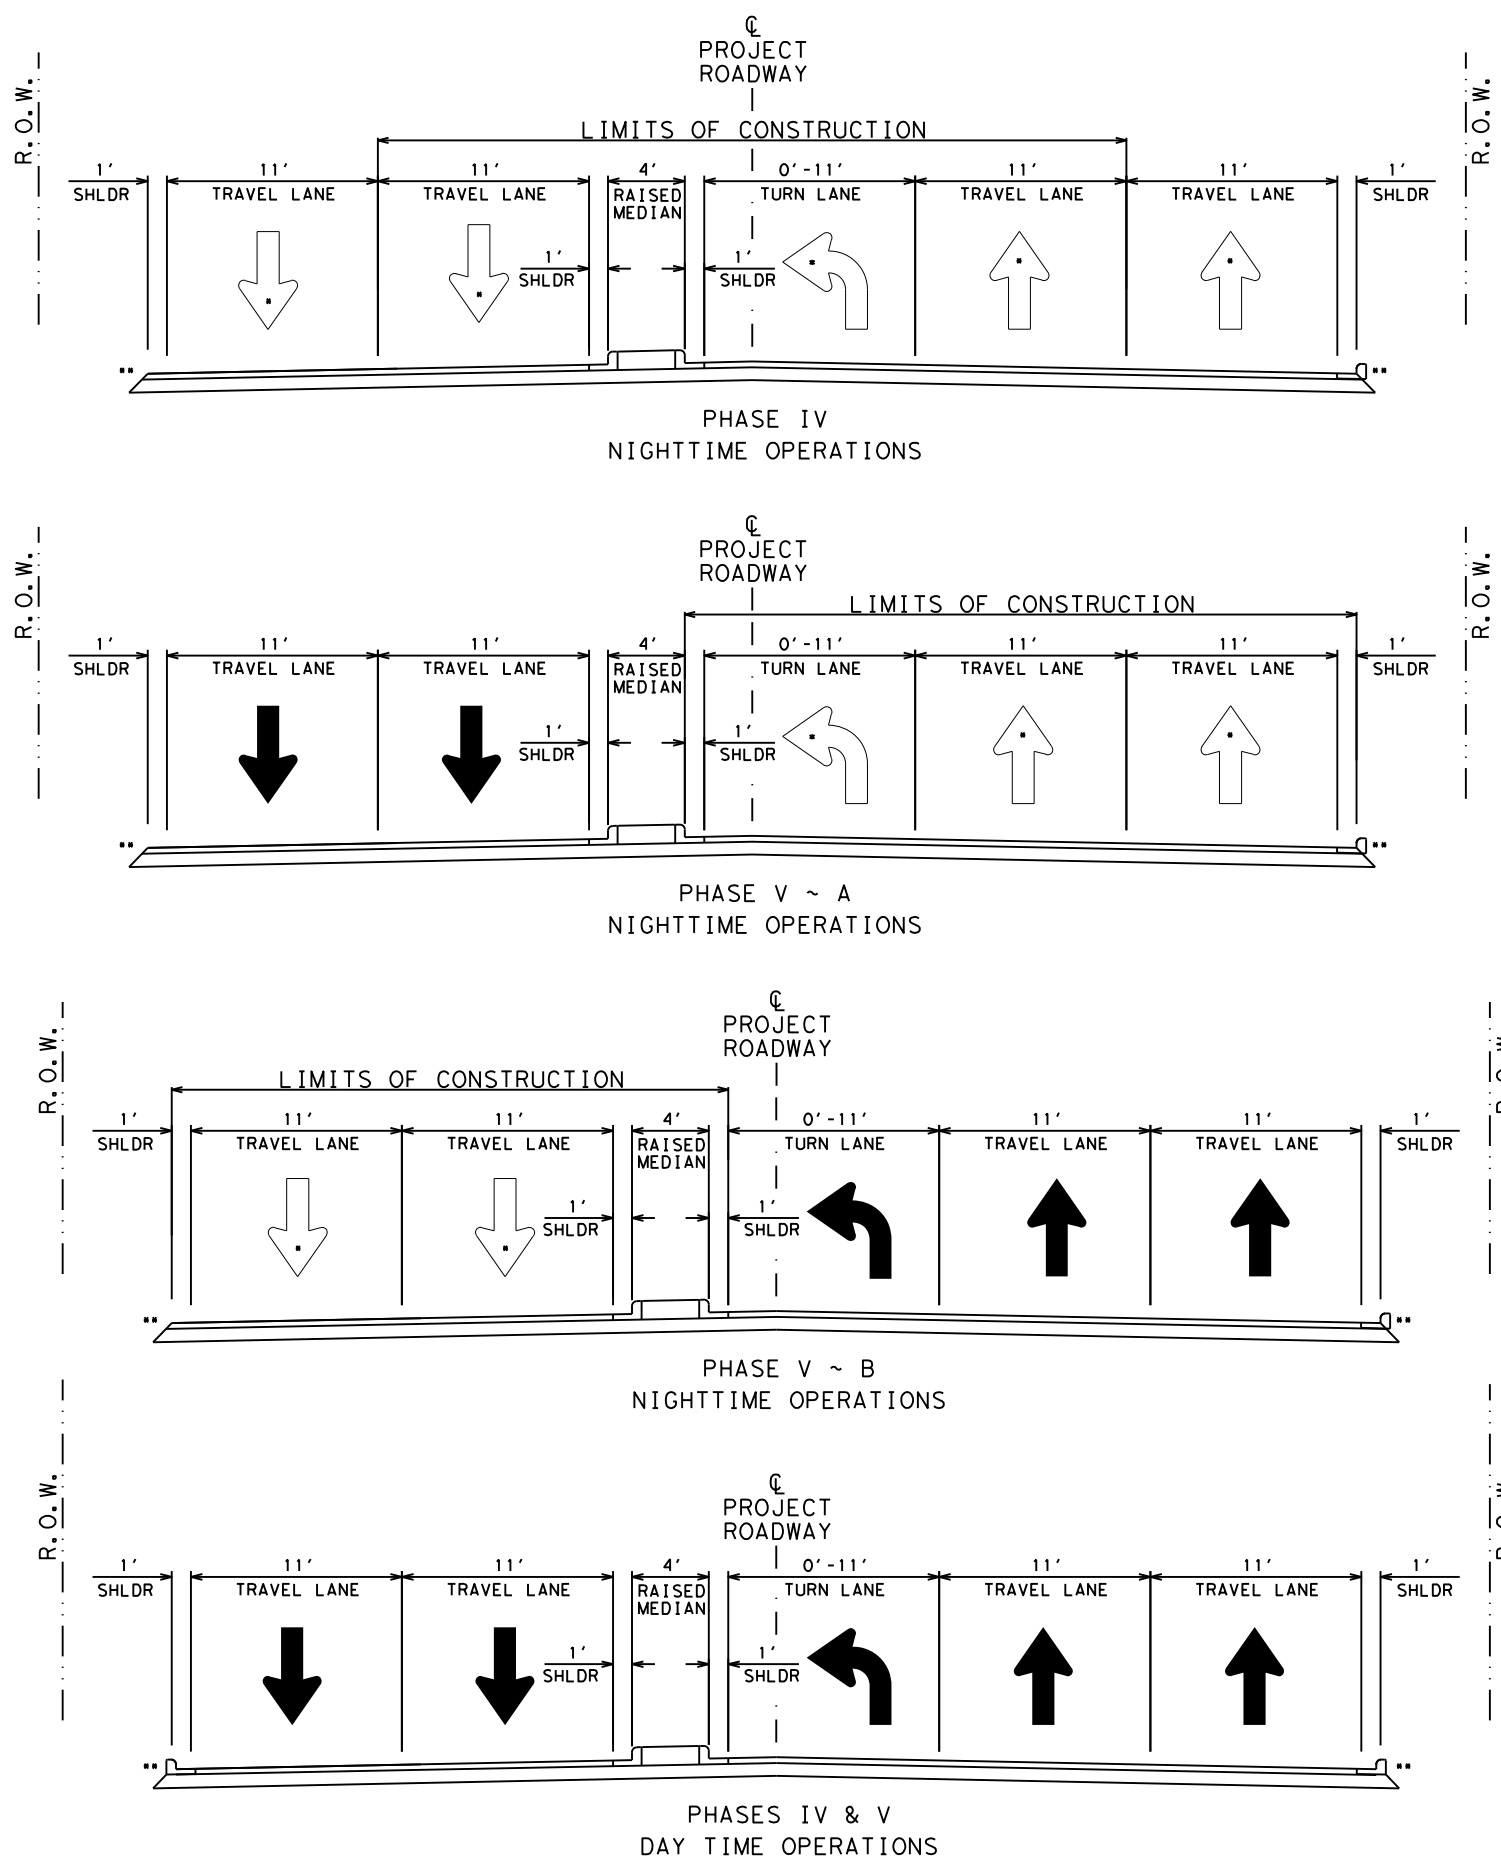 ℄
PROJECT
ROADWAY
R.O.W.
R.O.W.
LIMITS OF CONSTRUCTION
1' 11' 11' 4' 0'-11' 11' 11' 1'
SHLDR TRAVEL LANE TRAVEL LANE RAISED TURN LANE TRAVEL LANE TRAVEL LANE SHLDR
MEDIAN
1' 1'
SHLDR SHLDR
* * * * *
** **
PHASE IV
NIGHTTIME OPERATIONS
℄
PROJECT
ROADWAY
R.O.W.
R.O.W.
LIMITS OF CONSTRUCTION
1' 11' 11' 4' 0'-11' 11' 11' 1'
SHLDR TRAVEL LANE TRAVEL LANE RAISED TURN LANE TRAVEL LANE TRAVEL LANE SHLDR
MEDIAN
1' 1'
SHLDR SHLDR
* * *
** **
PHASE V ~ A
NIGHTTIME OPERATIONS
℄
PROJECT
ROADWAY
R.O.W.
R.O.W.
LIMITS OF CONSTRUCTION
1' 11' 11' 4' 0'-11' 11' 11' 1'
SHLDR TRAVEL LANE TRAVEL LANE RAISED TURN LANE TRAVEL LANE TRAVEL LANE SHLDR
MEDIAN
1' 1'
SHLDR SHLDR
* *
** **
PHASE V ~ B
NIGHTTIME OPERATIONS
℄
PROJECT
ROADWAY
R.O.W.
R.O.W.
1' 11' 11' 4' 0'-11' 11' 11' 1'
SHLDR TRAVEL LANE TRAVEL LANE RAISED TURN LANE TRAVEL LANE TRAVEL LANE SHLDR
MEDIAN
1' 1'
SHLDR SHLDR
** **
PHASES IV & V
DAY TIME OPERATIONS